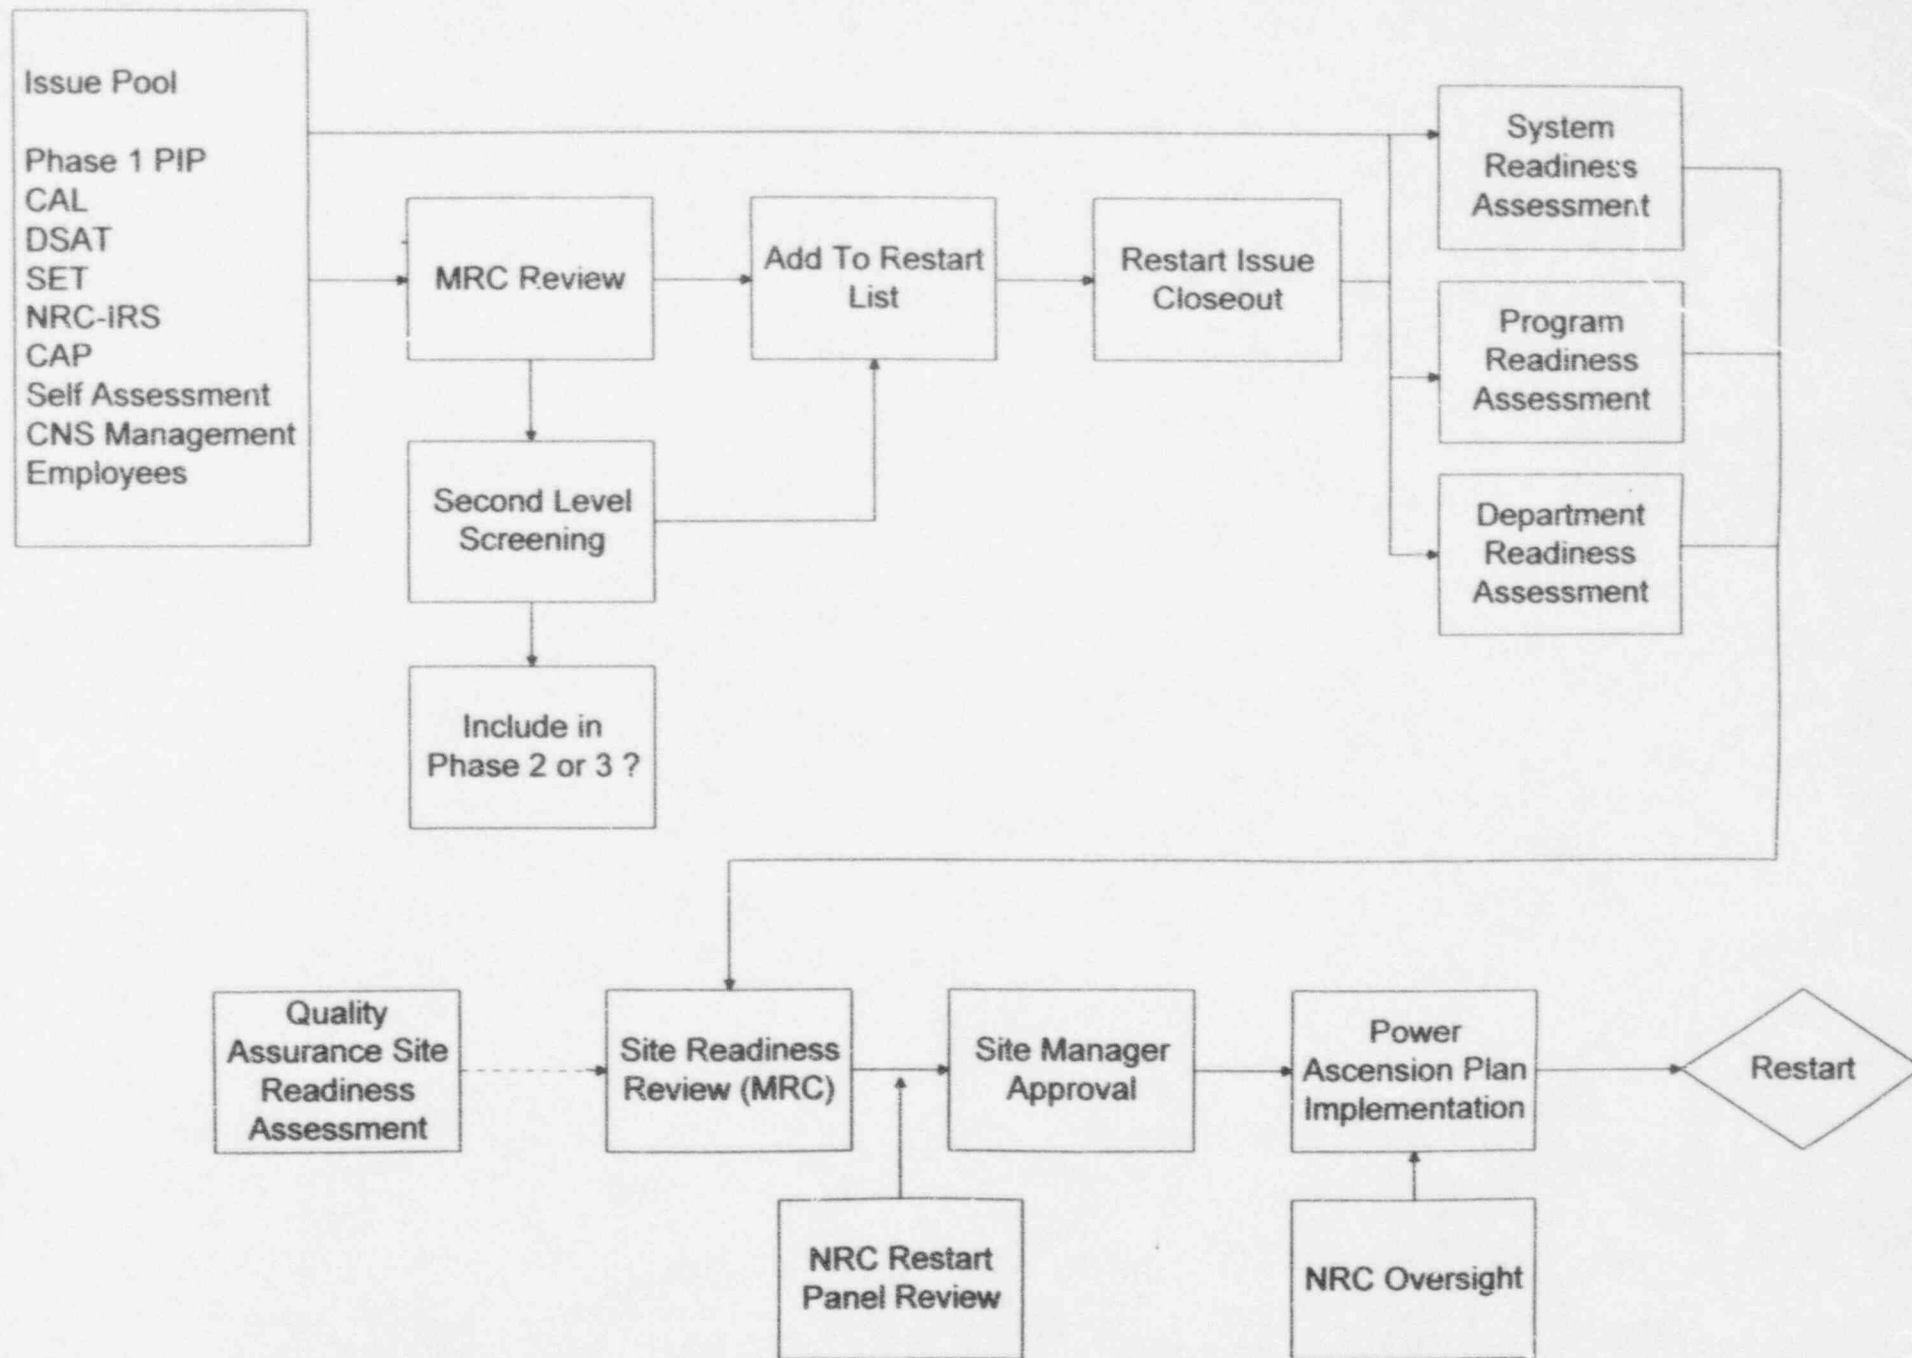 Issue Pool
Phase 1 PIP
CAL
DSAT
SET
NRC-IRS
CAP
Self Assessment
CNS Management
Employees
MRC Review
Add To Restart
List
Restart Issue
Closeout
System
Readiness
Assessment
Program
Readiness
Assessment
Department
Readiness
Assessment
Second Level
Screening
Include in
Phase 2 or 3 ?
Quality
Assurance Site
Readiness
Assessment
Site Readiness
Review (MRC)
Site Manager
Approval
Power
Ascension Plan
Implementation
Restart
NRC Restart
Panel Review
NRC Oversight